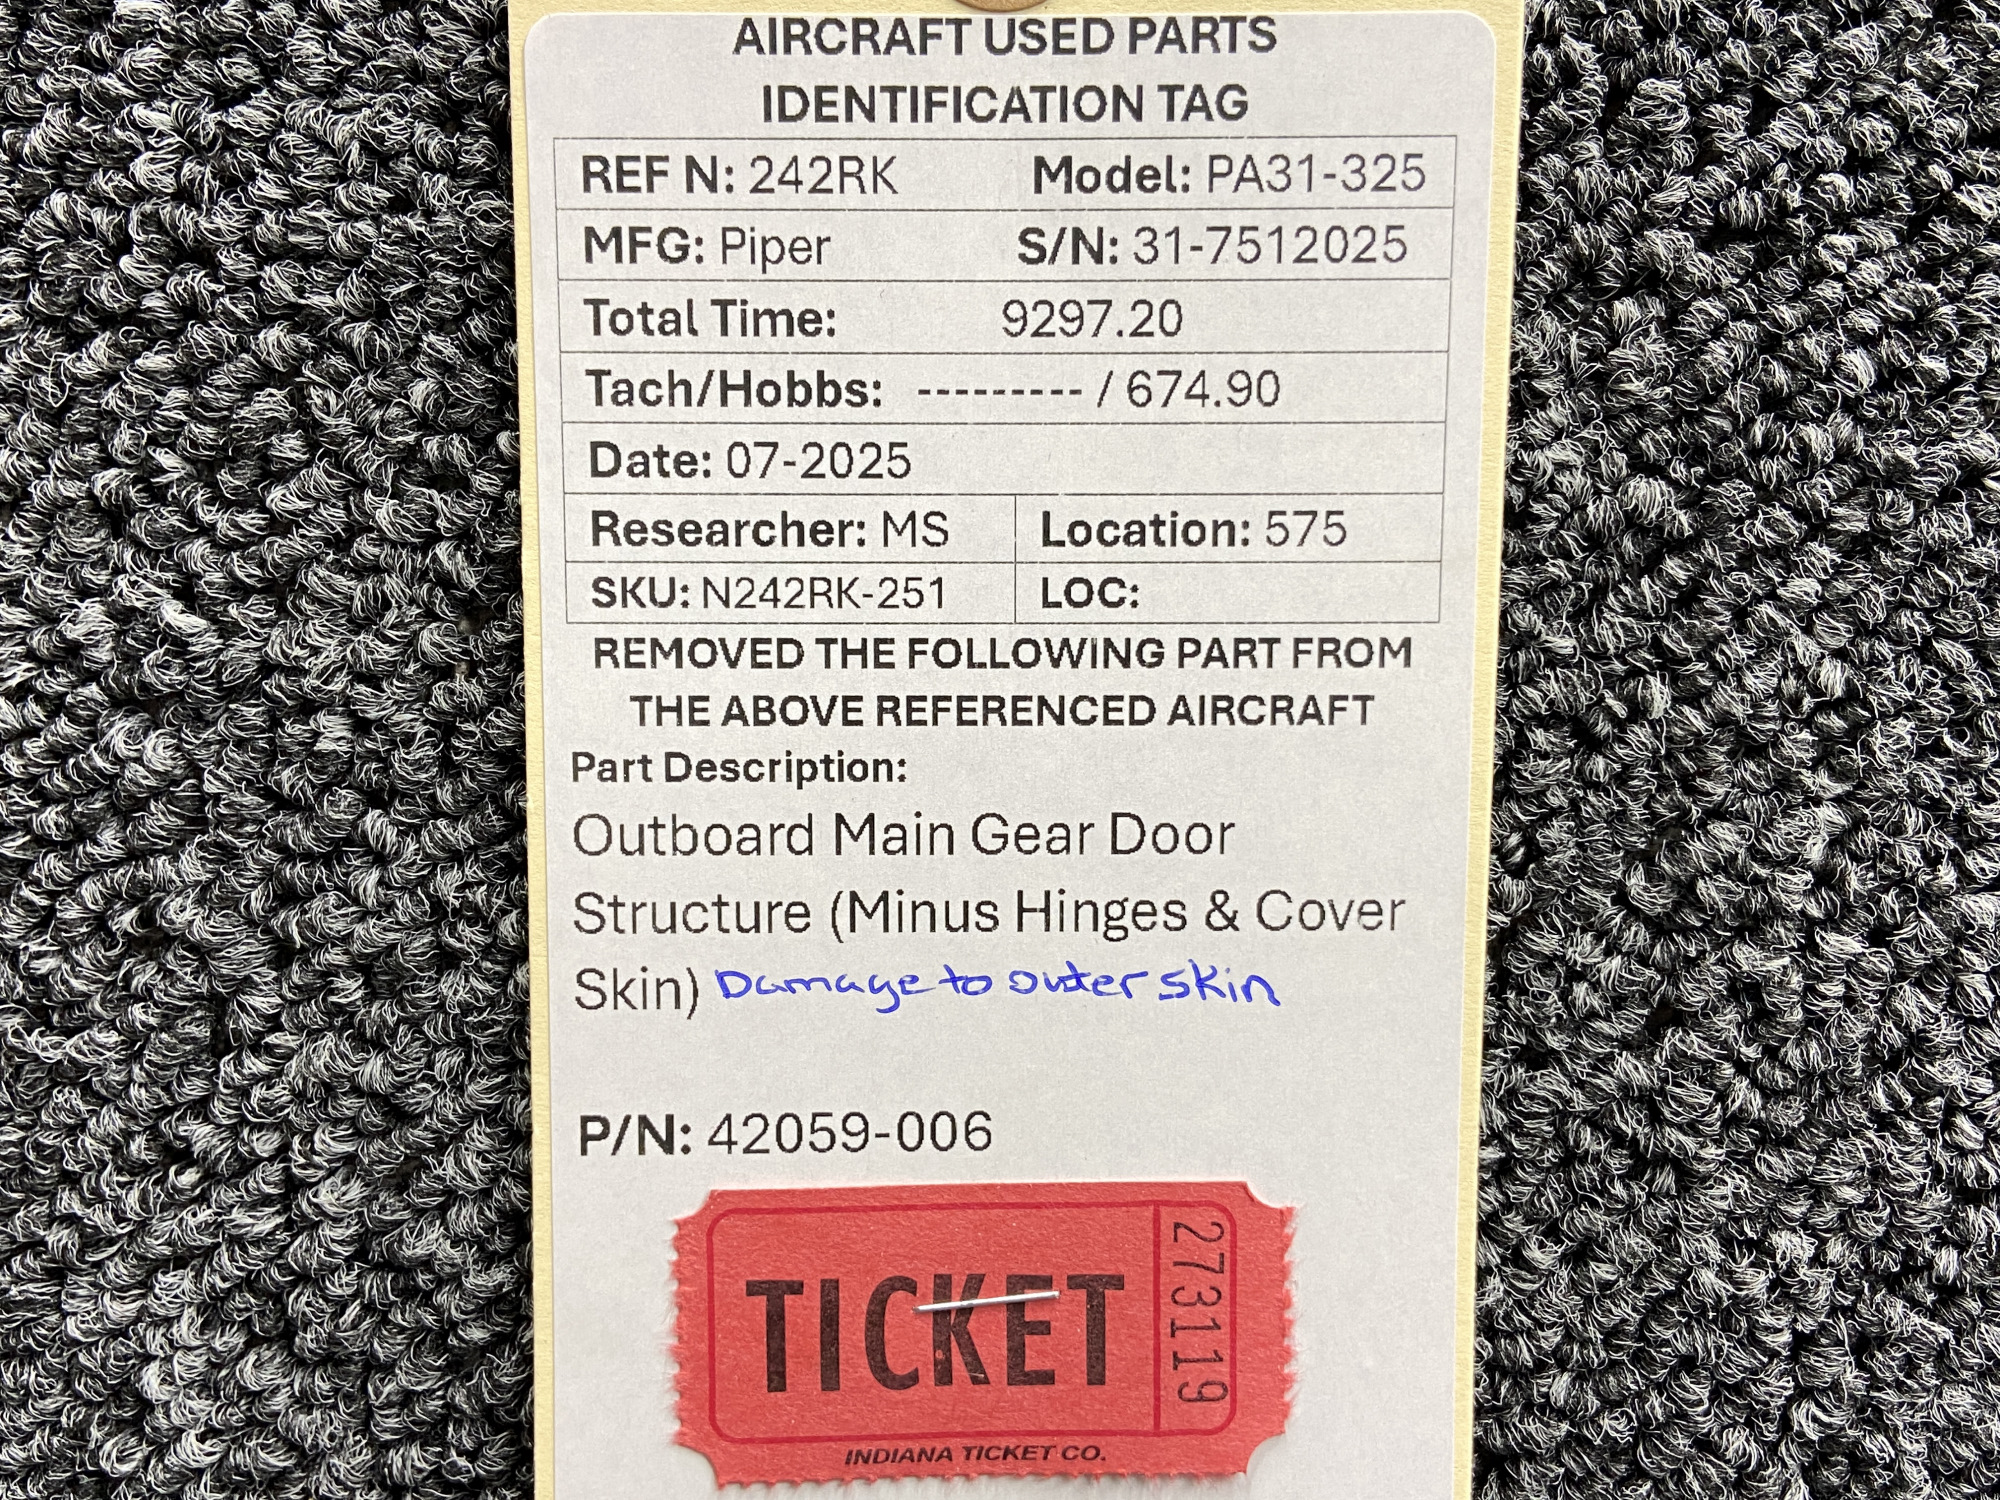 AIRCRAFT USED PARTS
IDENTIFICATION TAG
REF N: 242RK Model: PA31-325
MFG: Piper S/N: 31-7512025
Total Time: 9297.20
Tach/Hobbs: --------- / 674.90
Date: 07-2025
Researcher: MS Location: 575
SKU: N242RK-251 LOC:
REMOVED THE FOLLOWING PART FROM
THE ABOVE REFERENCED AIRCRAFT
Part Description:
Outboard Main Gear Door
Structure (Minus Hinges & Cover
Skin) Damage to outer skin
P/N: 42059-006
TICKET
273119
INDIANA TICKET CO.